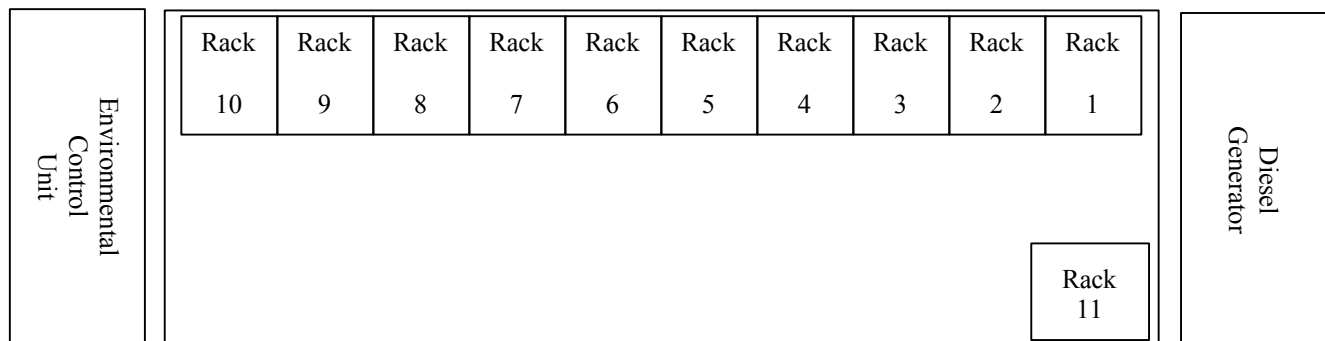 Environmental
Control
Unit
Rack
10
Rack
9
Rack
8
Rack
7
Rack
6
Rack
5
Rack
4
Rack
3
Rack
2
Rack
1
Rack
11
Diesel
Generator